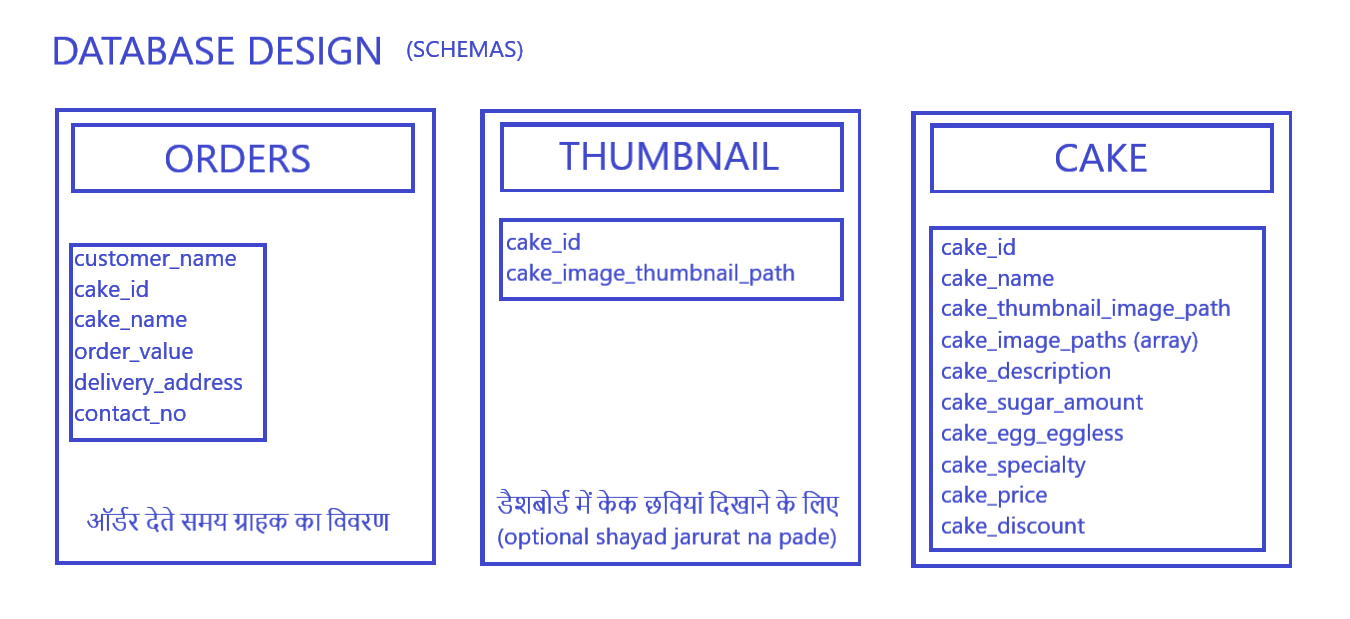 DATABASE DESIGN (SCHEMAS)
ORDERS
customer_name
cake_id
cake_name
order_value
delivery_address
contact_no
ऑर्डर देते समय ग्राहक का विवरण
THUMBNAIL
cake_id
cake_image_thumbnail_path
डैशबोर्ड में केक छवियां दिखाने के लिए
(optional shayad jarurat na pade)
CAKE
cake_id
cake_name
cake_thumbnail_image_path
cake_image_paths (array)
cake_description
cake_sugar_amount
cake_egg_eggless
cake_specialty
cake_price
cake_discount